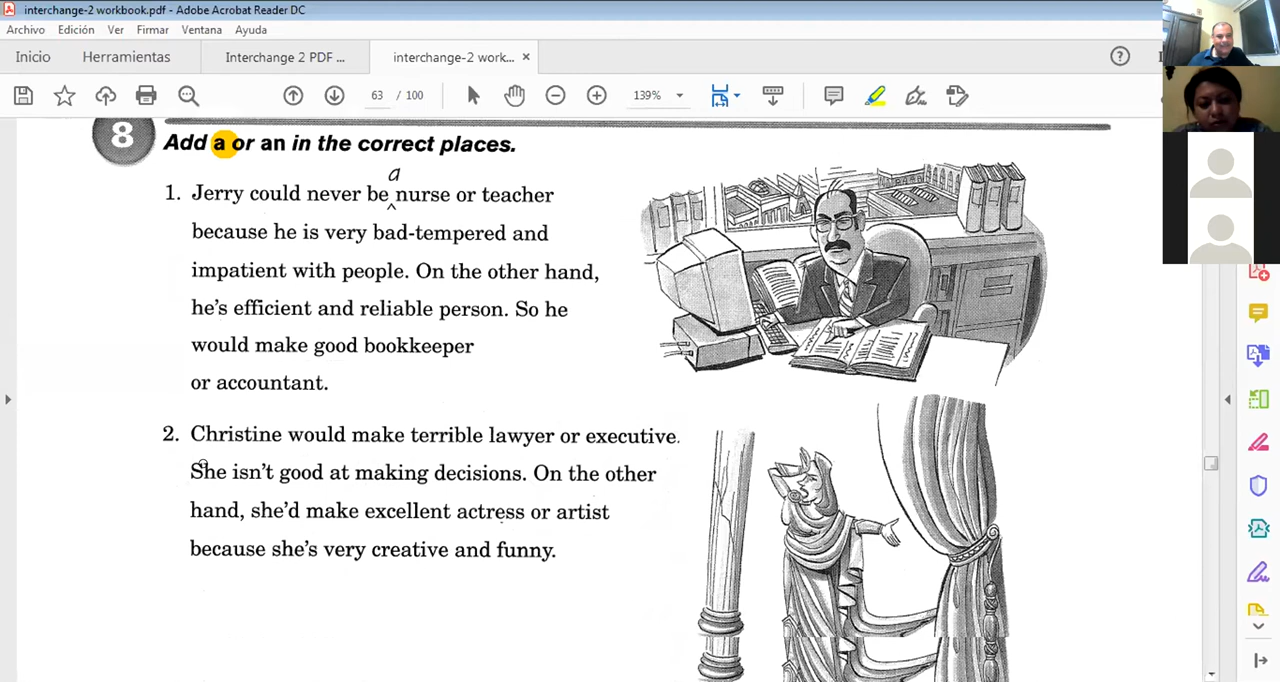 interchange-2 workbook.pdf - Adobe Acrobat Reader DC
Archivo Edición Ver Firmar Ventana Ayuda
Inicio Herramientas Interchange 2 PDF ... interchange-2 work... ×
63 / 100 139%
8 Add a or an in the correct places.
a
1. Jerry could never be ^ nurse or teacher
because he is very bad-tempered and
impatient with people. On the other hand,
he's efficient and reliable person. So he
would make good bookkeeper
or accountant.
2. Christine would make terrible lawyer or executive.
She isn't good at making decisions. On the other
hand, she'd make excellent actress or artist
because she's very creative and funny.